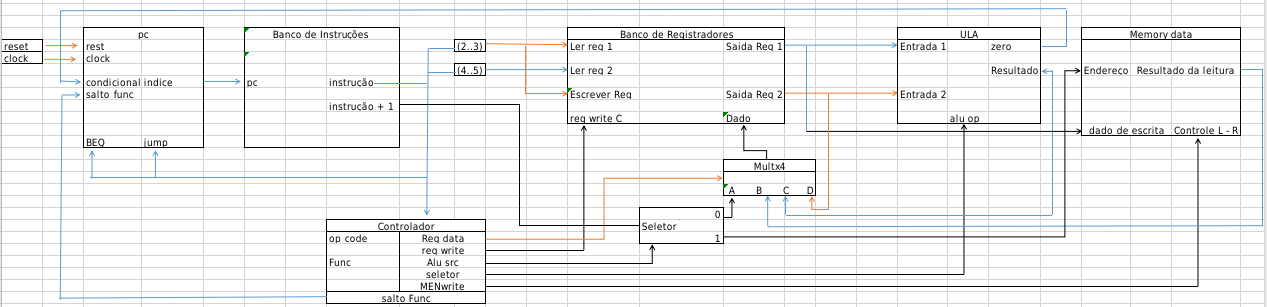 reset
clock
pc
rest
clock
condicional indice
salto func
BEQ jump
Banco de Instruções
pc
instrução
instrução + 1
(2..3)
(4..5)
Banco de Registradores
Ler reg 1 Saida Reg 1
Ler reg 2
Escrever Reg Saida Reg 2
reg write C Dado
ULA
Entrada 1 zero
Resultado
Entrada 2
alu op
Memory data
Endereço Resultado da leitura
dado de escrita Controle L - R
Multx4
A B C D
Seletor
0
1
Controlador
op code Reg data
reg write
Func Alu src
seletor
MENwrite
salto Func